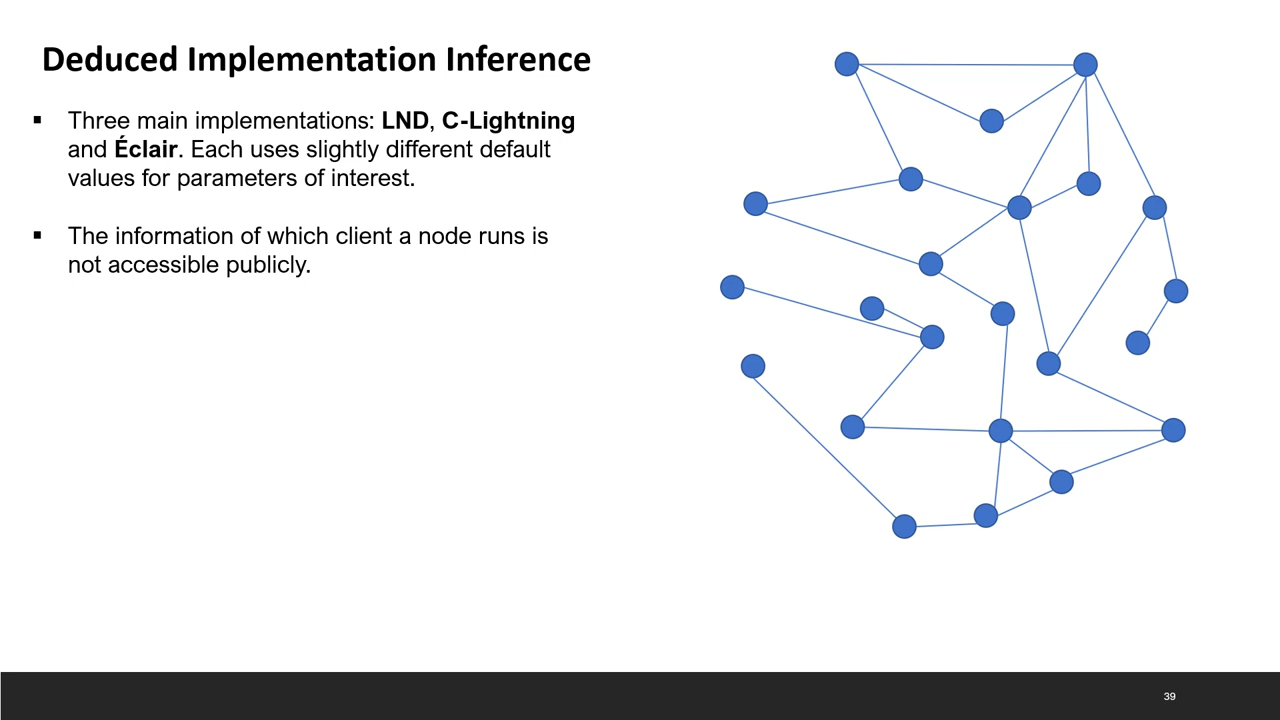 Deduced Implementation Inference
▪ Three main implementations: LND, C-Lightning
and Éclair. Each uses slightly different default
values for parameters of interest.
▪ The information of which client a node runs is
not accessible publicly.
39